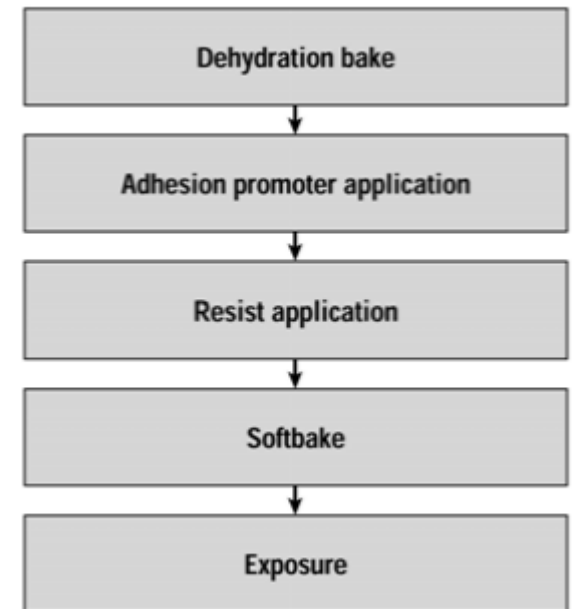 Dehydration bake
Adhesion promoter application
Resist application
Softbake
Exposure